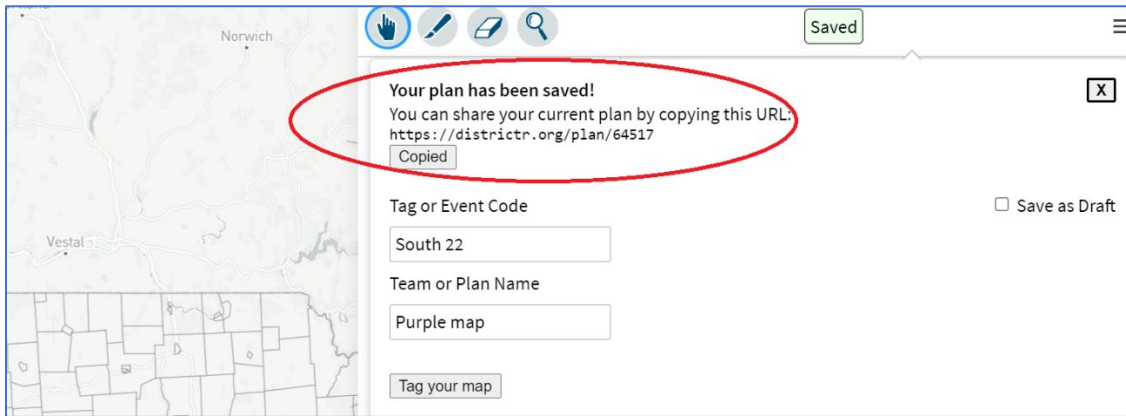 Norwich
Vestal
Saved
Your plan has been saved!
X
You can share your current plan by copying this URL:
https://districtr.org/plan/64517
Copied
Tag or Event Code
Save as Draft
South 22
Team or Plan Name
Purple map
Tag your map